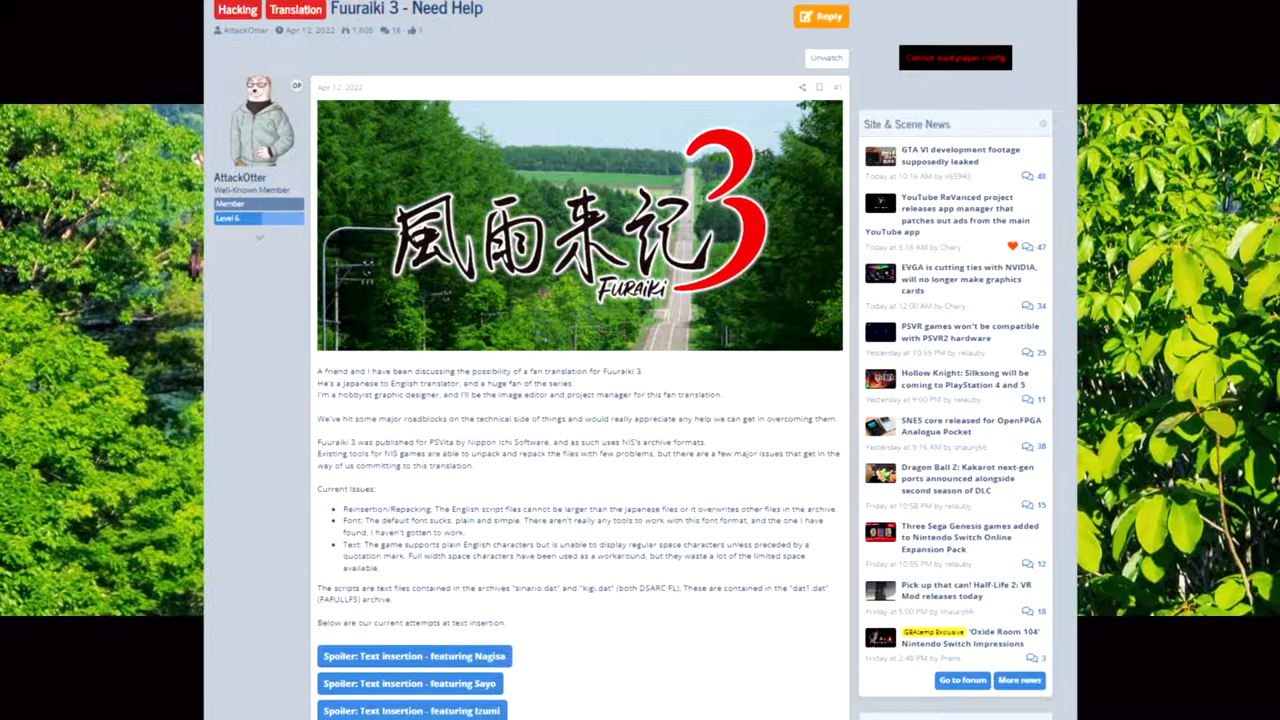 Hacking Translation Fuuraiki 3 - Need Help
AttackOtter Apr 12, 2022 1,606 16 1
Reply
Unwatch
Cannot load player config
Apr 12, 2022 #1
OP
AttackOtter
Well-Known Member
Member
Level 6
風雨来記3
FURAiKi
A friend and I have been discussing the possibility of a fan translation for Fuuraiki 3.
He's a Japanese to English translator, and a huge fan of the series.
I'm a hobbyist graphic designer, and I'll be the image editor and project manager for this fan translation.
We've hit some major roadblocks on the technical side of things and would really appreciate any help we can get in overcoming them.
Fuuraiki 3 was published for PSVita by Nippon Ichi Software, and as such uses NIS's archive formats.
Existing tools for NIS games are able to unpack and repack the files with few problems, but there are a few major issues that get in the
way of us committing to this translation.
Current Issues:
Reinsertion/Repacking: The English script files cannot be larger than the Japanese files or it overwrites other files in the archive.
Font: The default font sucks, plain and simple. There aren't really any tools to work with this font format, and the one I have
found, I haven't gotten to work.
Text: The game supports plain English characters but is unable to display regular space characters unless preceded by a
quotation mark. Full width space characters have been used as a workaround, but they waste a lot of the limited space
available.
The scripts are text files contained in the archives "sinario.dat" and "kigi.dat" (both DSARC FL). These are contained in the "dat1.dat"
(FAPULLFS) archive.
Below are our current attempts at text insertion.
Spoiler: Text insertion - featuring Nagisa
Spoiler: Text insertion - featuring Sayo
Spoiler: Text Insertion - featuring Izumi
Site & Scene News
GTA VI development footage
supposedly leaked
Today at 10:16 AM by x65943 48
YouTube ReVanced project
releases app manager that
patches out ads from the main
YouTube app
Today at 8:18 AM by Chary 47
EVGA is cutting ties with NVIDIA,
will no longer make graphics
cards
Today at 12:00 AM by Chary 34
PSVR games won't be compatible
with PSVR2 hardware
Yesterday at 10:59 PM by relauby 25
Hollow Knight: Silksong will be
coming to PlayStation 4 and 5
Yesterday at 9:00 PM by relauby 11
SNES core released for OpenFPGA
Analogue Pocket
Yesterday at 9:16 AM by shaunj66 38
Dragon Ball Z: Kakarot next-gen
ports announced alongside
second season of DLC
Friday at 10:58 PM by relauby 15
Three Sega Genesis games added
to Nintendo Switch Online
Expansion Pack
Friday at 10:55 PM by relauby 12
Pick up that can! Half-Life 2: VR
Mod releases today
Friday at 5:00 PM by shaunj66 18
GBAtemp Exclusive 'Oxide Room 104'
Nintendo Switch Impressions
Friday at 2:48 PM by Prans 3
Go to forum More news